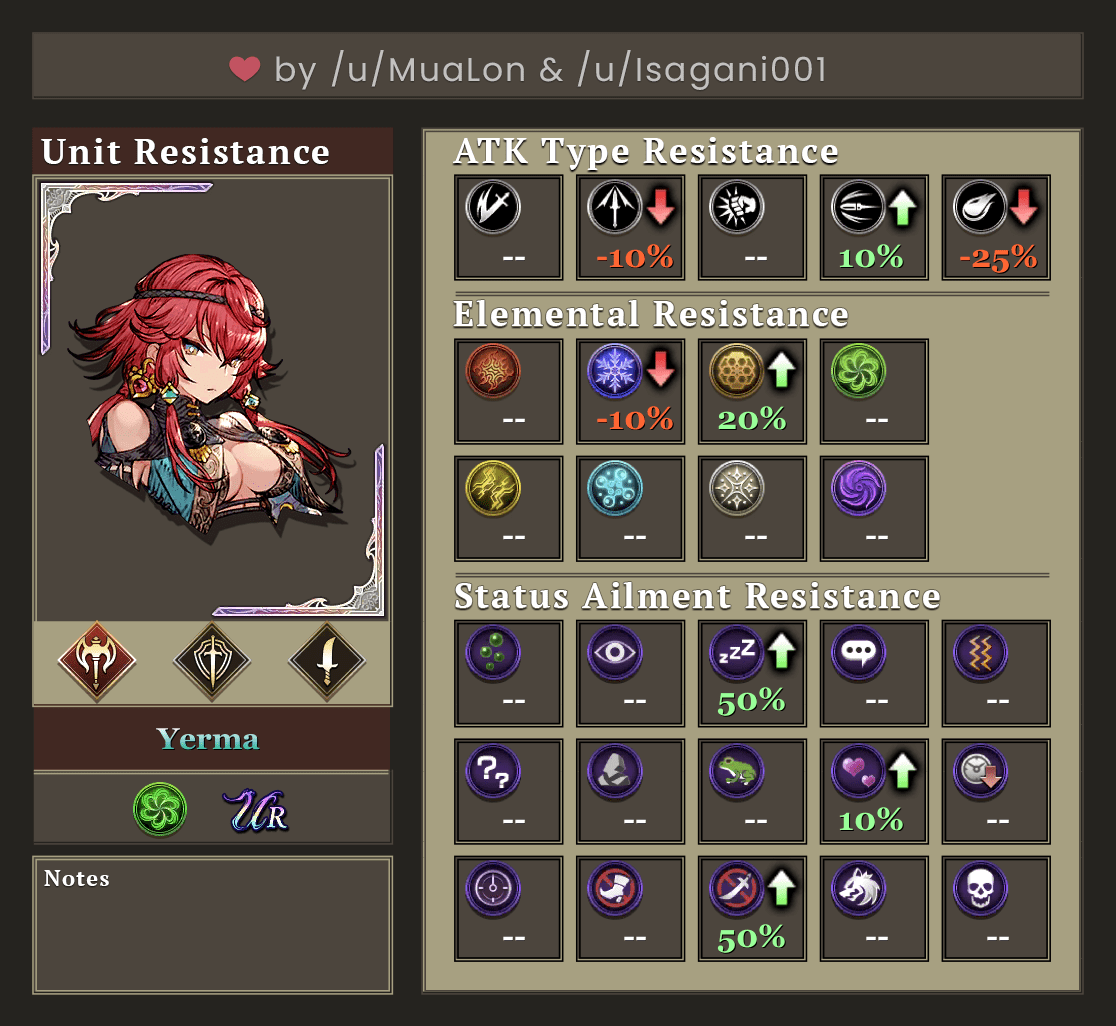 by /u/MuaLon & /u/Isagani001
Unit Resistance
Yerma
UR
Notes
ATK Type Resistance
-- -10% -- 10% -25%
Elemental Resistance
-- -10% 20% --
-- -- -- --
Status Ailment Resistance
zzZ
-- -- 50% -- --
??
-- -- -- 10% --
-- -- 50% -- --